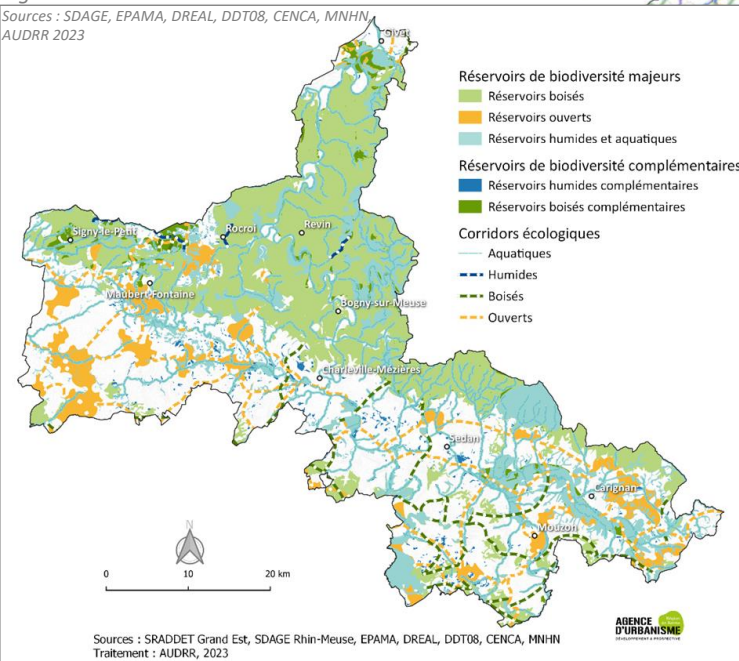 Sources : SDAGE, EPAMA, DREAL, DDT08, CENCA, MNHN,
AUDRR 2023
Givet
Réservoirs de biodiversité majeurs
Réservoirs boisés
Réservoirs ouverts
Réservoirs humides et aquatiques
Réservoirs de biodiversité complémentaires
Réservoirs humides complémentaires
Réservoirs boisés complémentaires
Corridors écologiques
Aquatiques
Humides
Boisés
Ouverts
Signy-le-Petit
Rocroi
Revin
Maubert-Fontaine
Bogny-sur-Meuse
Charleville-Mézières
Sedan
Carignan
Mouzon
N
0 10 20 km
AGENCE
D'URBANISME
Sources : SRADDET Grand Est, SDAGE Rhin-Meuse, EPAMA, DREAL, DDT08, CENCA, MNHN
Traitement : AUDRR, 2023